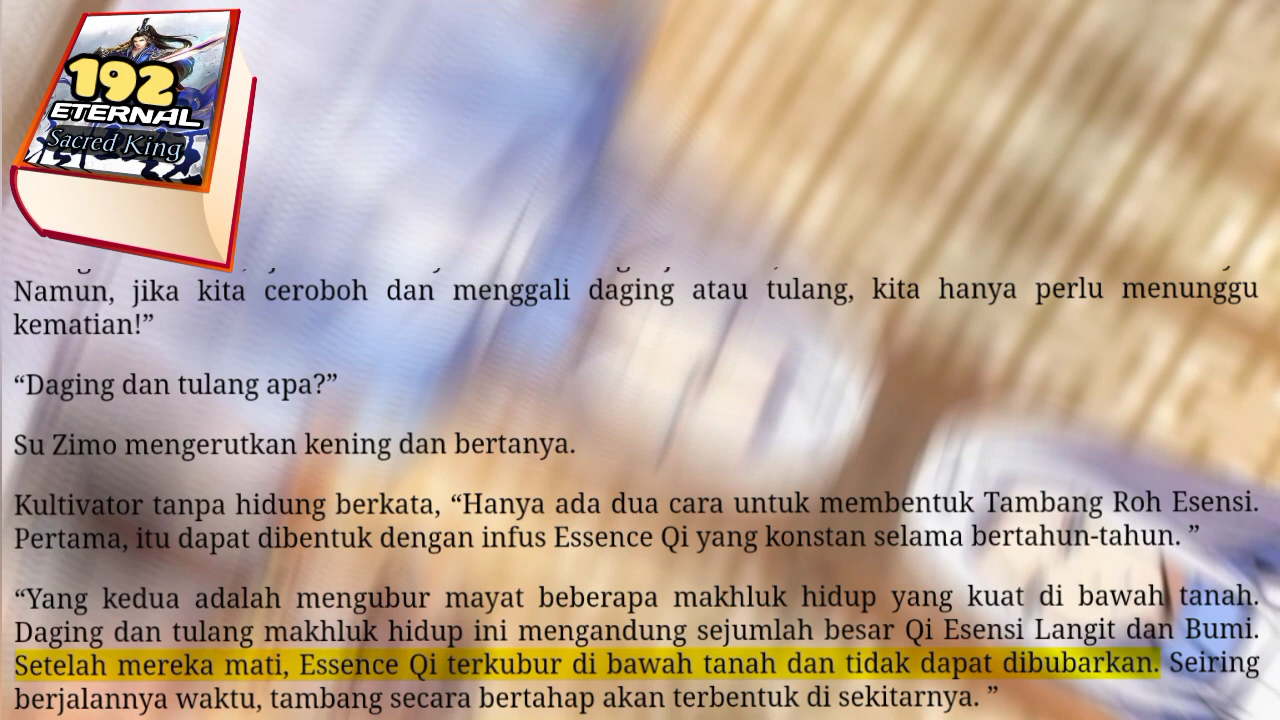 192
ETERNAL
Sacred King
Namun, jika kita ceroboh dan menggali daging atau tulang, kita hanya perlu menunggu
kematian!”
“Daging dan tulang apa?”
Su Zimo mengerutkan kening dan bertanya.
Kultivator tanpa hidung berkata, “Hanya ada dua cara untuk membentuk Tambang Roh Esensi.
Pertama, itu dapat dibentuk dengan infus Essence Qi yang konstan selama bertahun-tahun. ”
“Yang kedua adalah mengubur mayat beberapa makhluk hidup yang kuat di bawah tanah.
Daging dan tulang makhluk hidup ini mengandung sejumlah besar Qi Esensi Langit dan Bumi.
Setelah mereka mati, Essence Qi terkubur di bawah tanah dan tidak dapat dibubarkan. Seiring
berjalannya waktu, tambang secara bertahap akan terbentuk di sekitarnya. ”